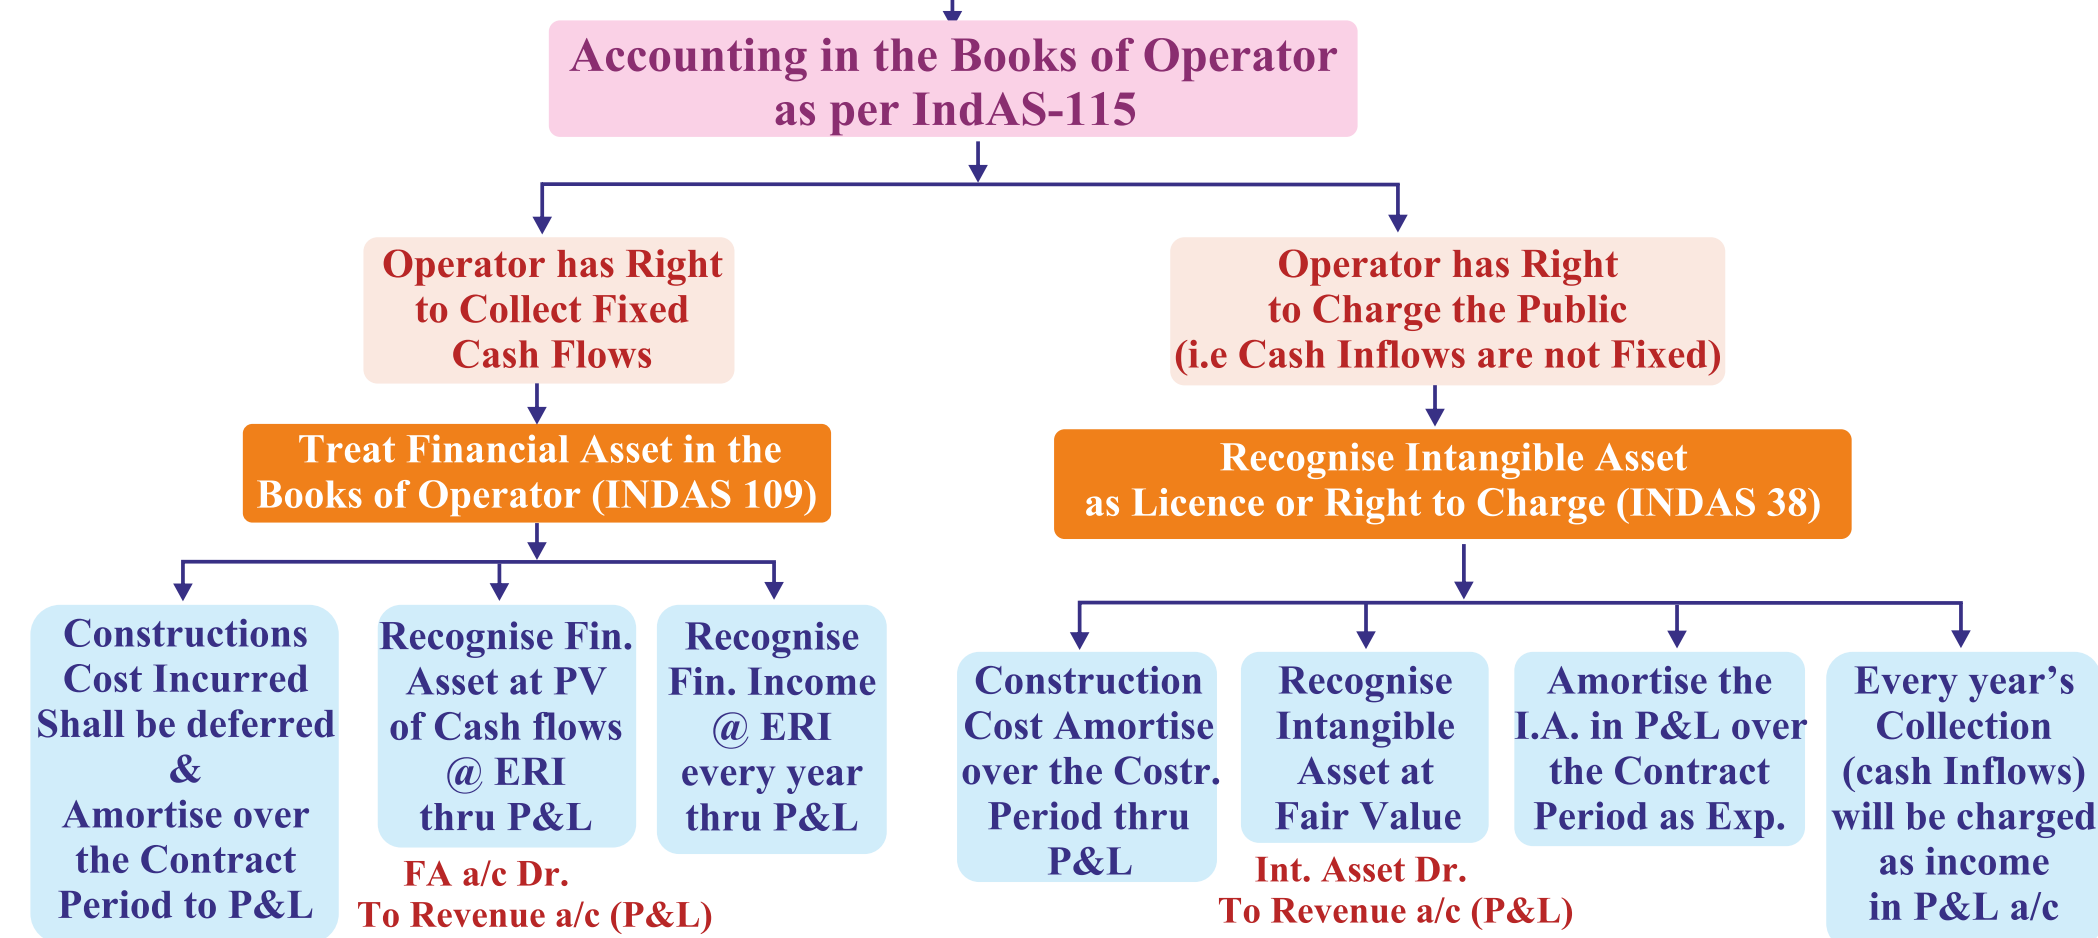 Accounting in the Books of Operator
as per IndAS-115
Operator has Right
to Collect Fixed
Cash Flows
Operator has Right
to Charge the Public
(i.e Cash Inflows are not Fixed)
Treat Financial Asset in the
Books of Operator (INDAS 109)
Recognise Intangible Asset
as Licence or Right to Charge (INDAS 38)
Constructions
Cost Incurred
Shall be deferred
&
Amortise over
the Contract
Period to P&L
Recognise Fin.
Asset at PV
of Cash flows
@ ERI
thru P&L
FA a/c Dr.
To Revenue a/c (P&L)
Recognise
Fin. Income
@ ERI
every year
thru P&L
Construction
Cost Amortise
over the Costr.
Period thru
P&L
Recognise
Intangible
Asset at
Fair Value
Int. Asset Dr.
To Revenue a/c (P&L)
Amortise the
I.A. in P&L over
the Contract
Period as Exp.
Every year’s
Collection
(cash Inflows)
will be charged
as income
in P&L a/c